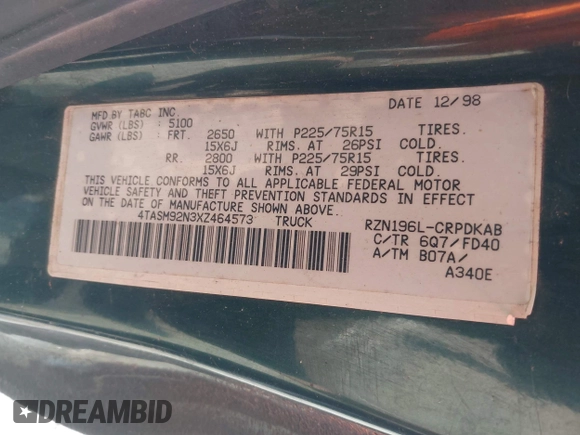 MFD BY TABC INC. DATE 12/98
GVWR (LBS) : 5100
GAWR (LBS) : FRT. 2650 WITH P225/75R15 TIRES.
15X6J RIMS. AT 26PSI COLD.
RR. 2800 WITH P225/75R15 TIRES.
15X6J RIMS. AT 29PSI COLD.
THIS VEHICLE CONFORMS TO ALL APPLICABLE FEDERAL MOTOR
VEHICLE SAFETY AND THEFT PREVENTION STANDARDS IN EFFECT
ON THE DATE OF MANUFACTURE SHOWN ABOVE.
4TASM92N3XZ464573 TRUCK RZN196L-CRPDKAB
C/TR 6Q7/FD40
A/TM B07A/
A340E
DREAMBID